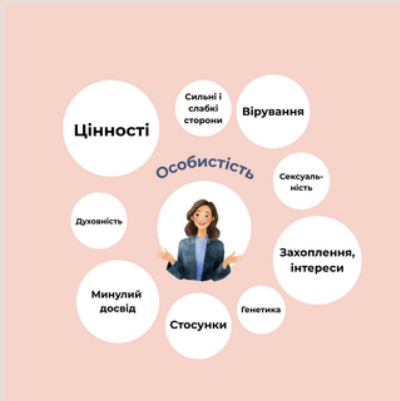 Цінності
Сильні і
слабкі
сторони
Вірування
Особистість
Сексуаль-
ність
Духовність
Захоплення,
інтереси
Минулий
досвід
Стосунки
Генетика